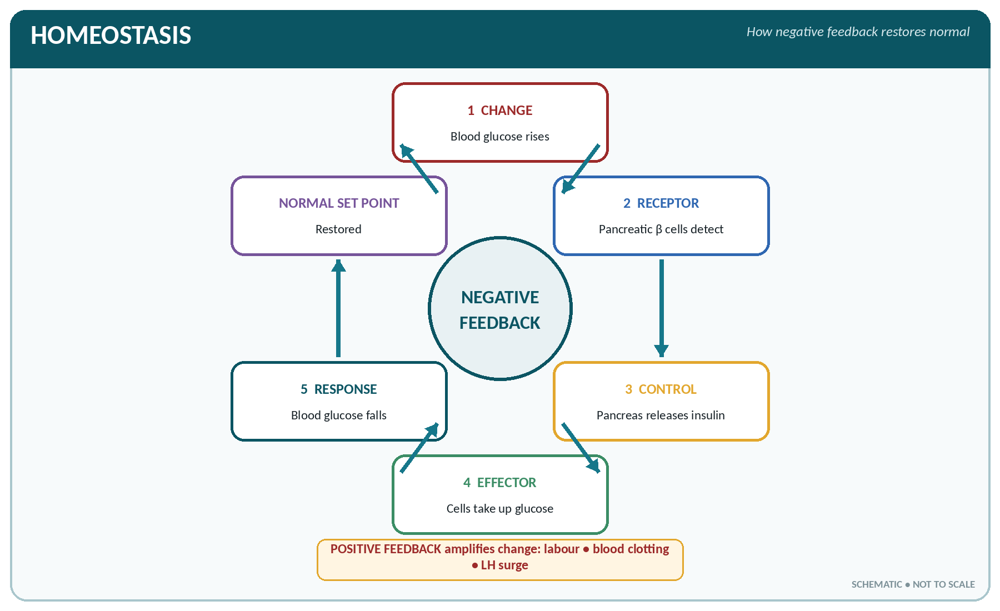 HOMEOSTASIS
How negative feedback restores normal
1 CHANGE
Blood glucose rises
NORMAL SET POINT
Restored
2 RECEPTOR
Pancreatic β cells detect
NEGATIVE
FEEDBACK
5 RESPONSE
Blood glucose falls
3 CONTROL
Pancreas releases insulin
4 EFFECTOR
Cells take up glucose
POSITIVE FEEDBACK amplifies change: labour ● blood clotting
● LH surge
SCHEMATIC ● NOT TO SCALE